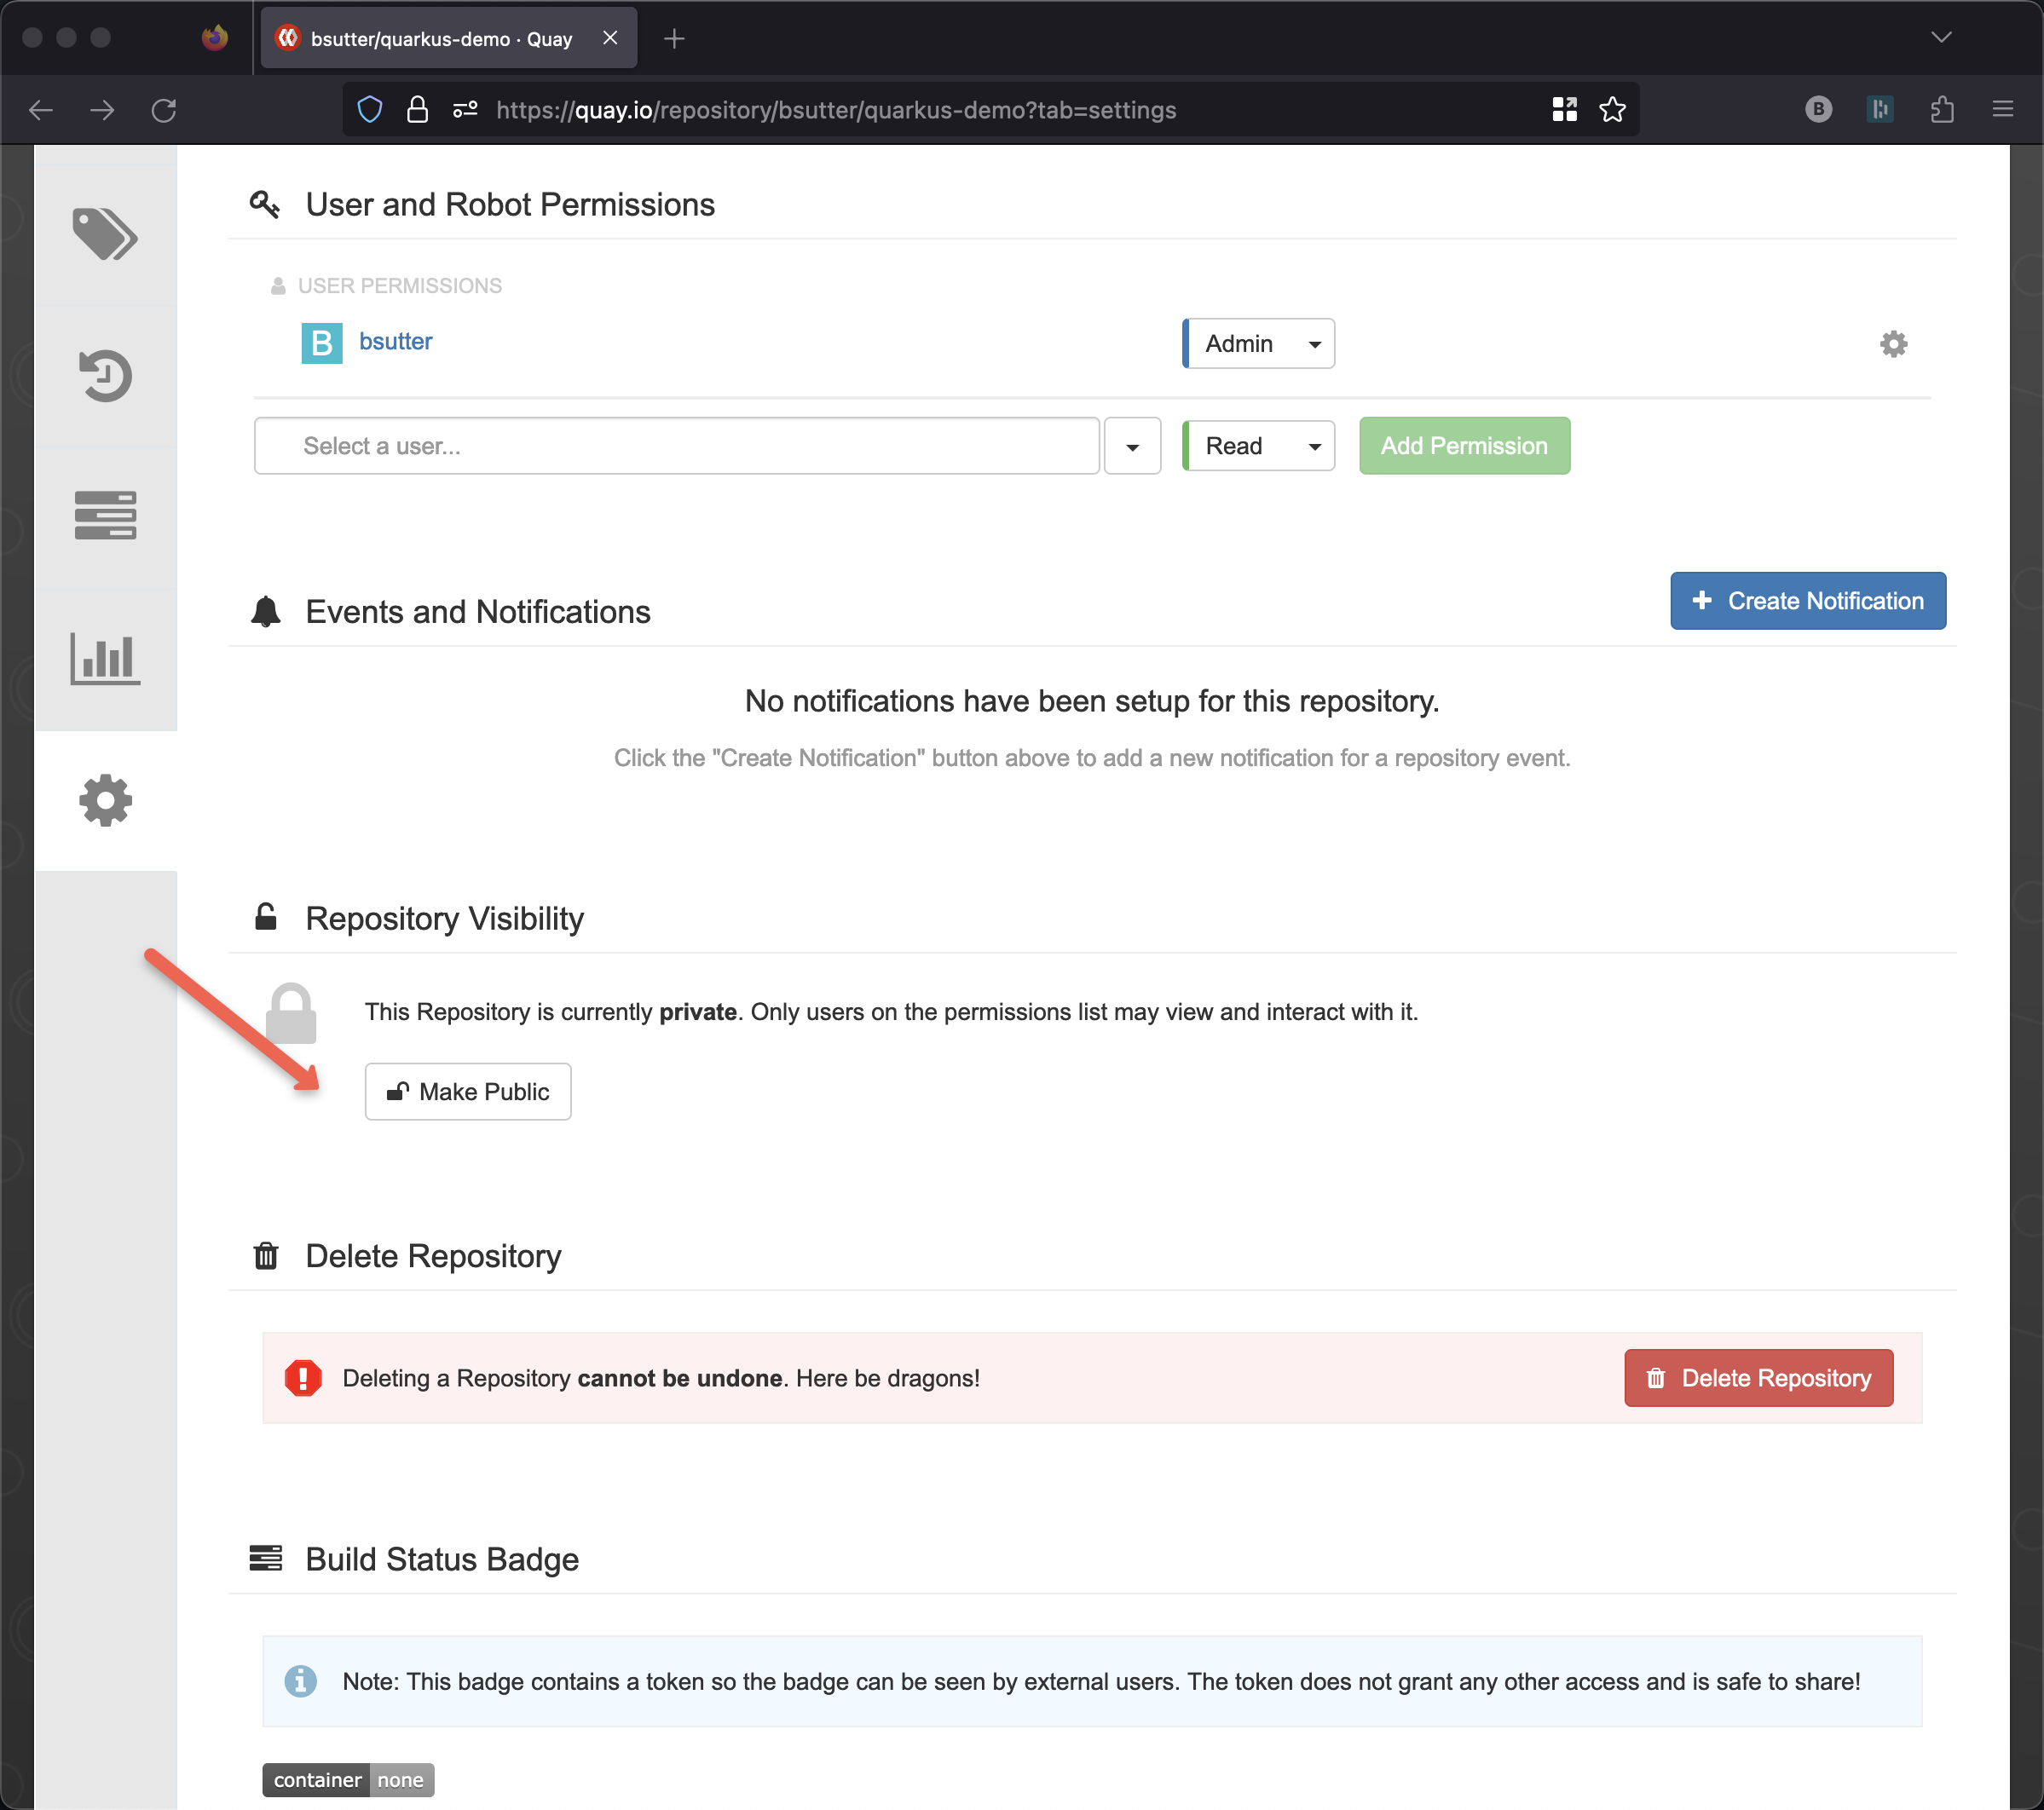 bsutter/quarkus-demo · Quay
https://quay.io/repository/bsutter/quarkus-demo?tab=settings
B
User and Robot Permissions
USER PERMISSIONS
B bsutter Admin
Select a user... Read Add Permission
Events and Notifications
Create Notification
No notifications have been setup for this repository.
Click the "Create Notification" button above to add a new notification for a repository event.
Repository Visibility
This Repository is currently private. Only users on the permissions list may view and interact with it.
Make Public
Delete Repository
Deleting a Repository cannot be undone. Here be dragons!
Delete Repository
Build Status Badge
Note: This badge contains a token so the badge can be seen by external users. The token does not grant any other access and is safe to share!
container none